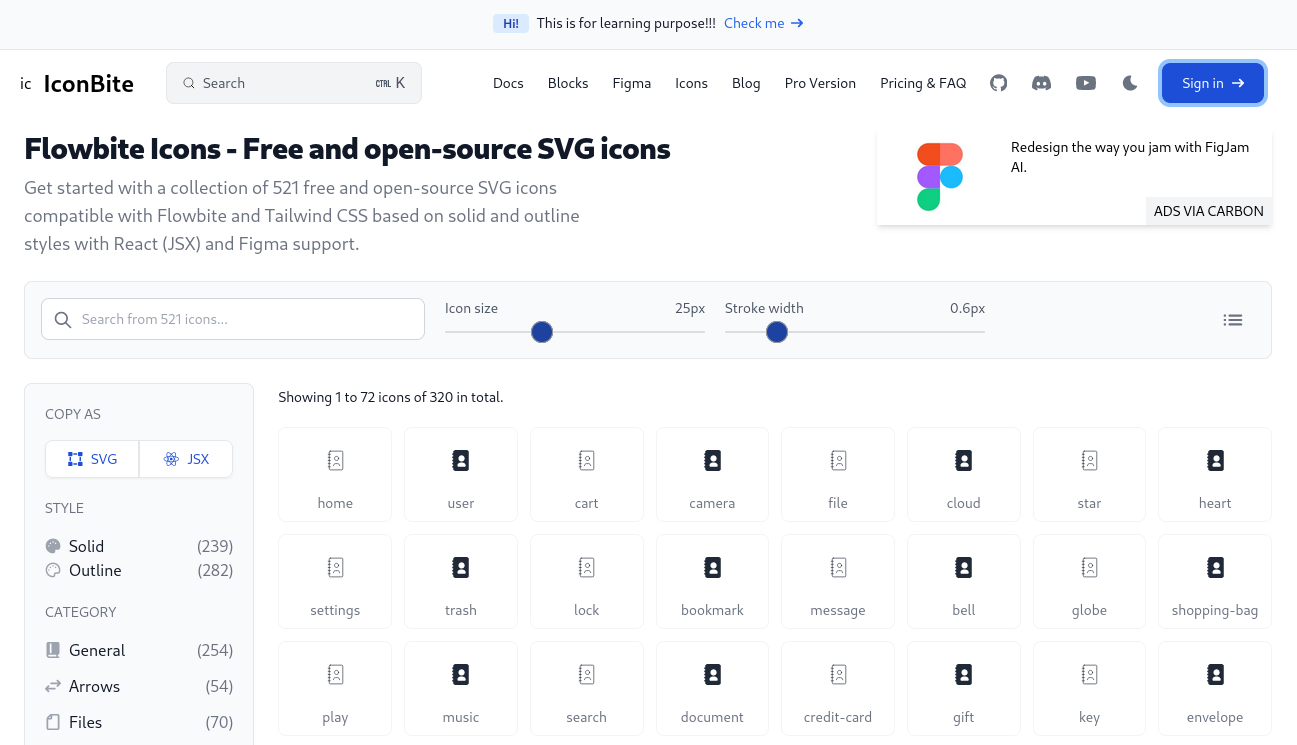 Hi! This is for learning purpose!!! Check me
ic IconBite Search CTRL K Docs Blocks Figma Icons Blog Pro Version Pricing & FAQ Sign in
Flowbite Icons - Free and open-source SVG icons
Get started with a collection of 521 free and open-source SVG icons
compatible with Flowbite and Tailwind CSS based on solid and outline
styles with React (JSX) and Figma support.
Redesign the way you jam with FigJam
AI.
ADS VIA CARBON
Search from 521 icons...
Icon size 25px
Stroke width 0.6px
COPY AS
SVG JSX
STYLE
Solid (239)
Outline (282)
CATEGORY
General (254)
Arrows (54)
Files (70)
Showing 1 to 72 icons of 320 in total.
home user cart camera file cloud star heart
settings trash lock bookmark message bell globe shopping-bag
play music search document credit-card gift key envelope